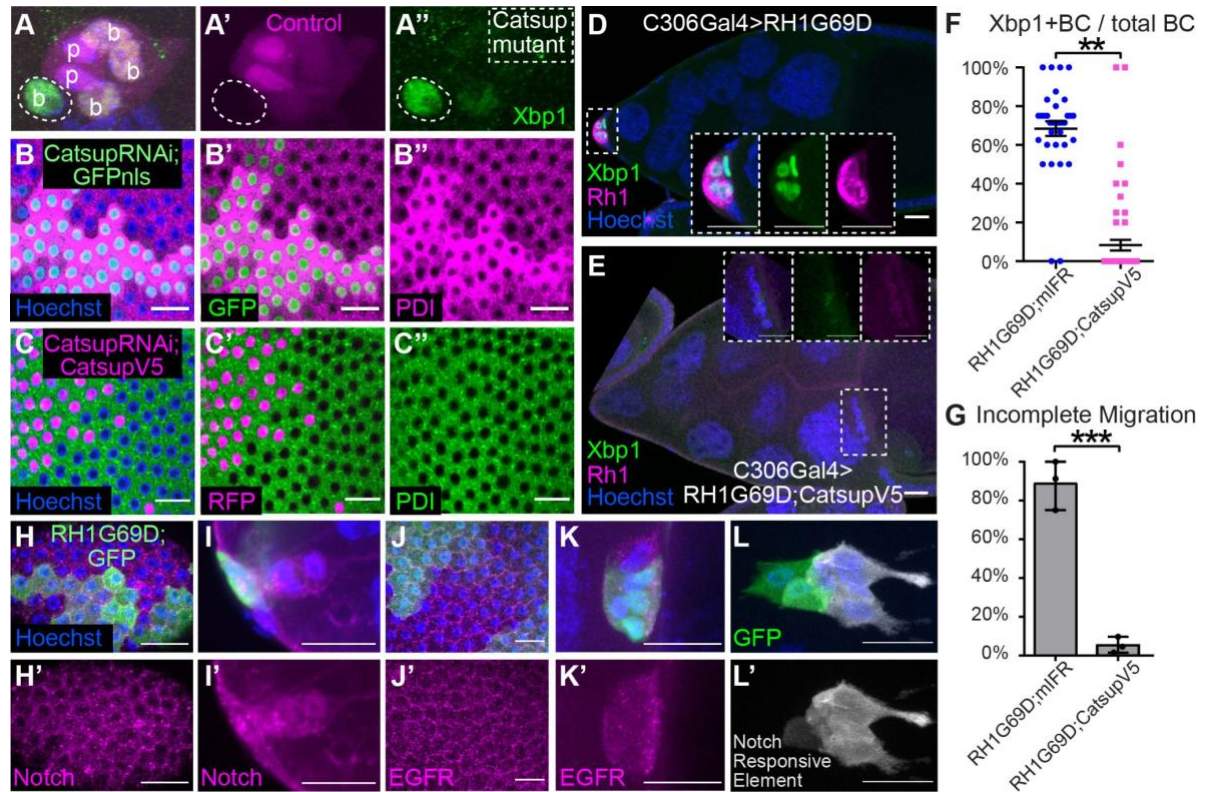 A
b
p
b
p
b
b
A’
Control
A’’
Catsup
mutant
Xbp1
B
CatsupRNAi;
GFPnls
Hoechst
B’
GFP
B’’
PDI
C
CatsupRNAi;
CatsupV5
Hoechst
C’
RFP
C’’
PDI
D
C306Gal4>RH1G69D
Xbp1
Rh1
Hoechst
E
Xbp1
Rh1
Hoechst
C306Gal4>
RH1G69D;CatsupV5
F
Xbp1+BC / total BC
**
100%
80%
60%
40%
20%
0%
RH1G69D;mIFR
RH1G69D;CatsupV5
G
Incomplete Migration
***
100%
80%
60%
40%
20%
0%
RH1G69D;mIFR
RH1G69D;CatsupV5
H
RH1G69D;
GFP
Hoechst
I
J
K
L
GFP
H’
Notch
I’
Notch
J’
EGFR
K’
EGFR
L’
Notch
Responsive
Element